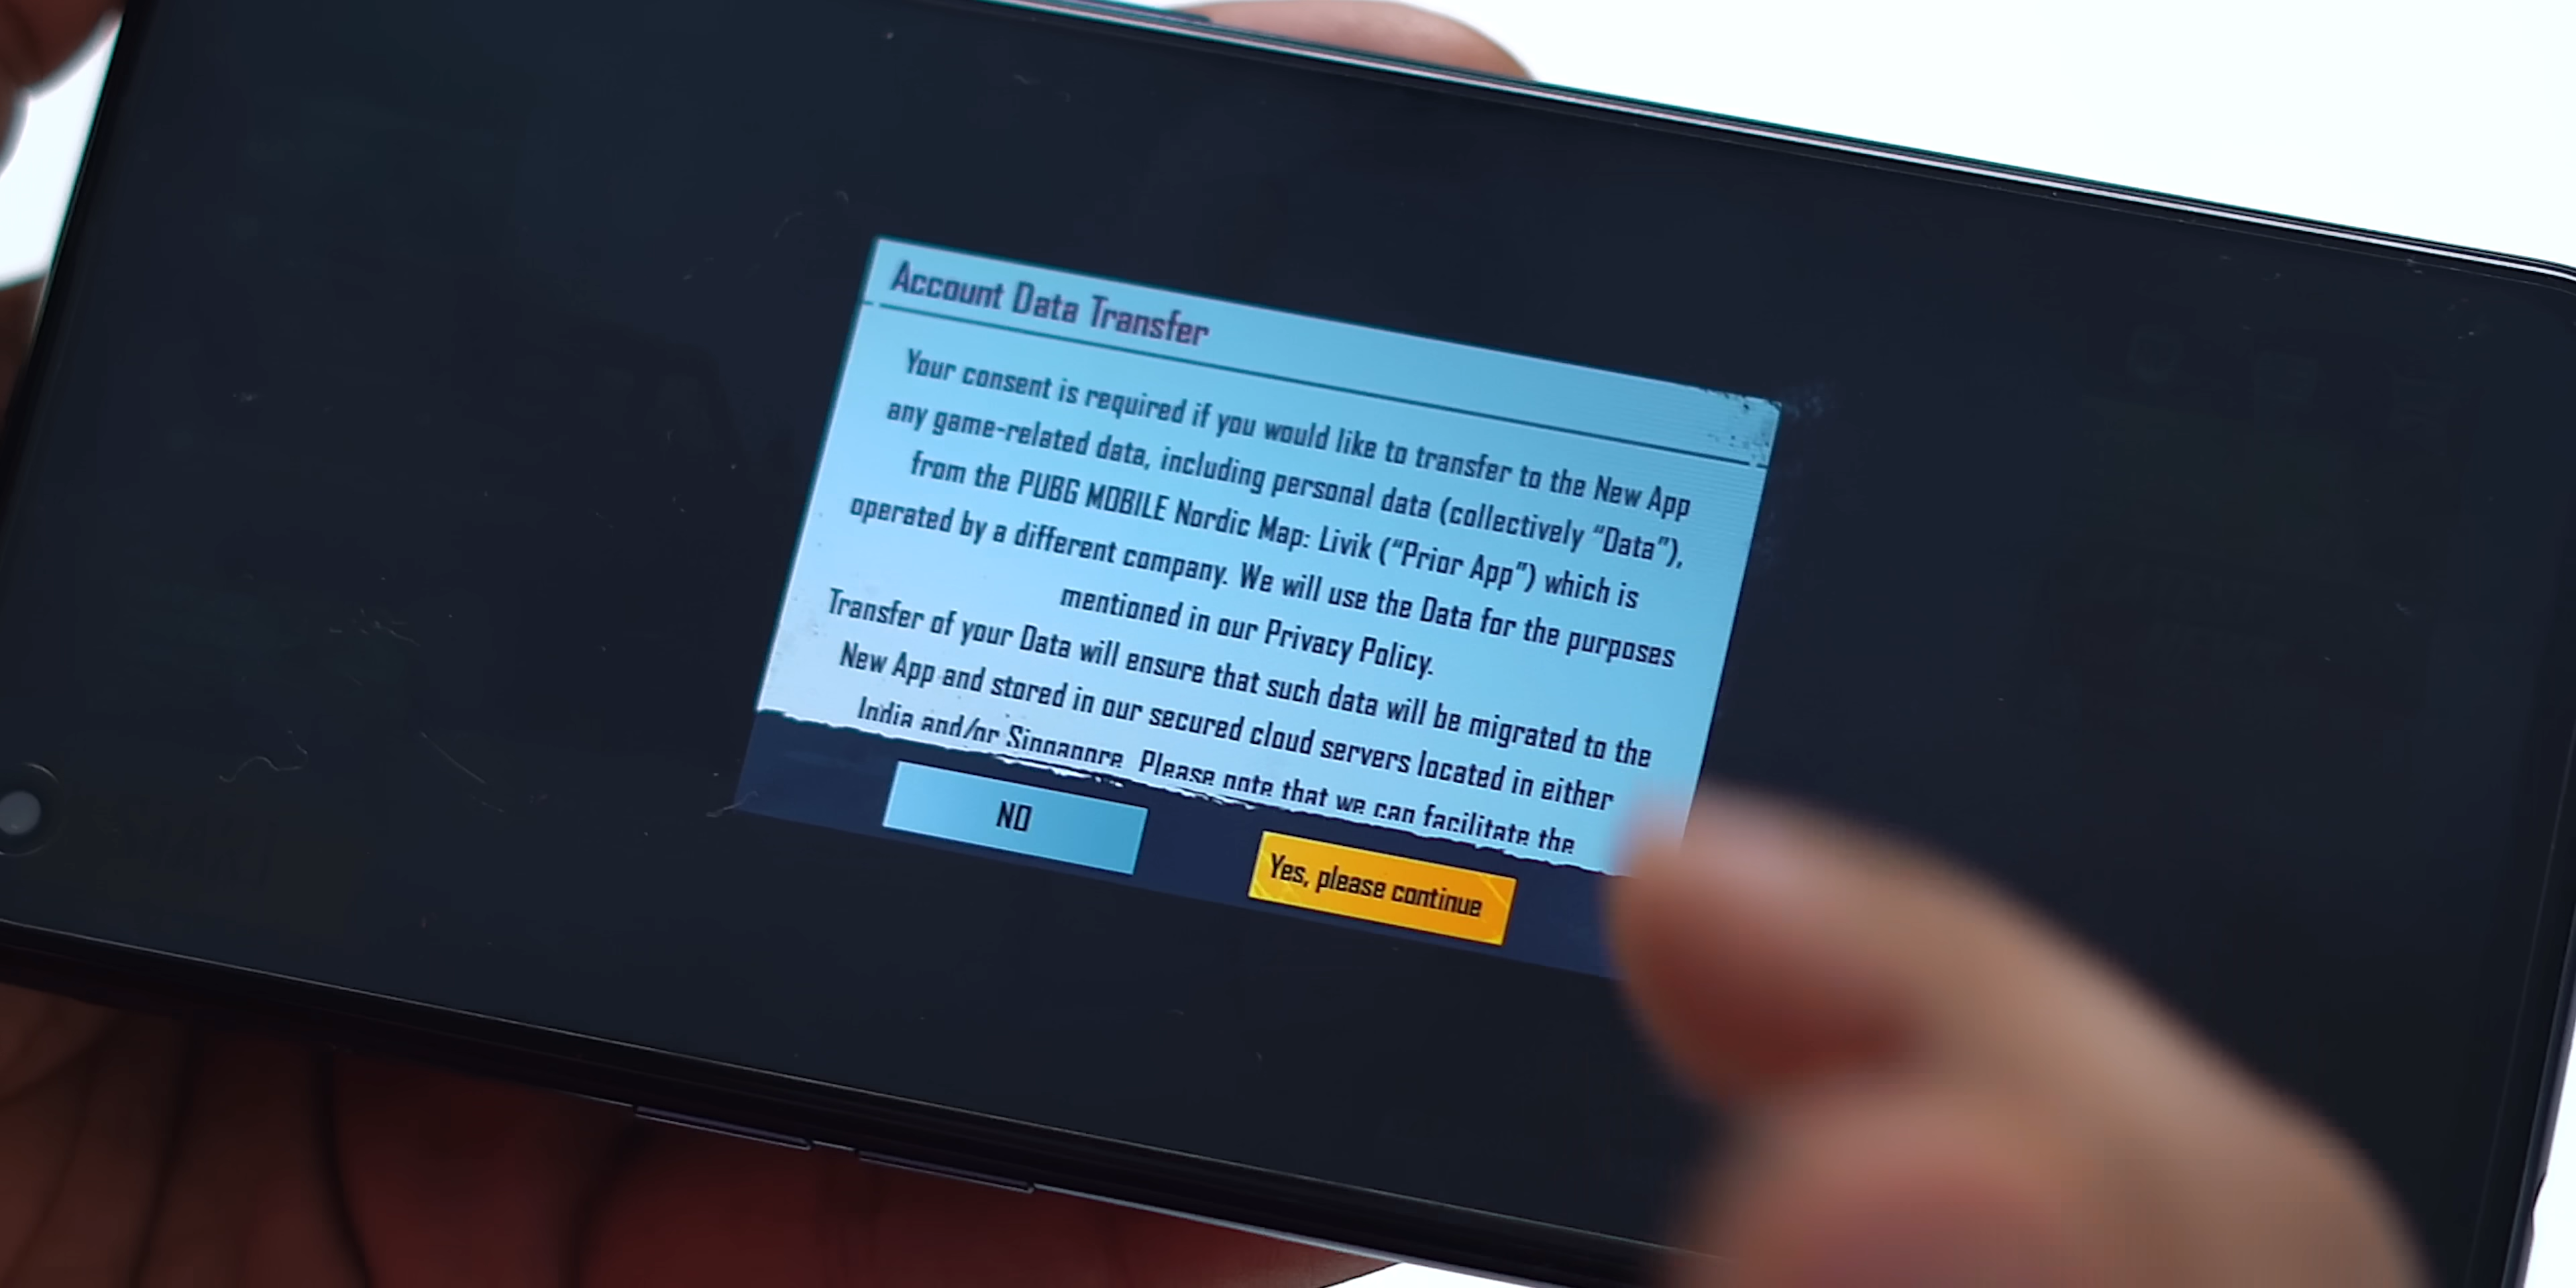 Account Data Transfer
Your consent is required if you would like to transfer to the New App
any game-related data, including personal data (collectively “Data”),
from the PUBG MOBILE Nordic Map: Livik (“Prior App”) which is
operated by a different company. We will use the Data for the purposes
mentioned in our Privacy Policy.
Transfer of your Data will ensure that such data will be migrated to the
New App and stored in our secured cloud servers located in either
India and/or Singapore. Please note that we can facilitate the
NO
Yes, please continue